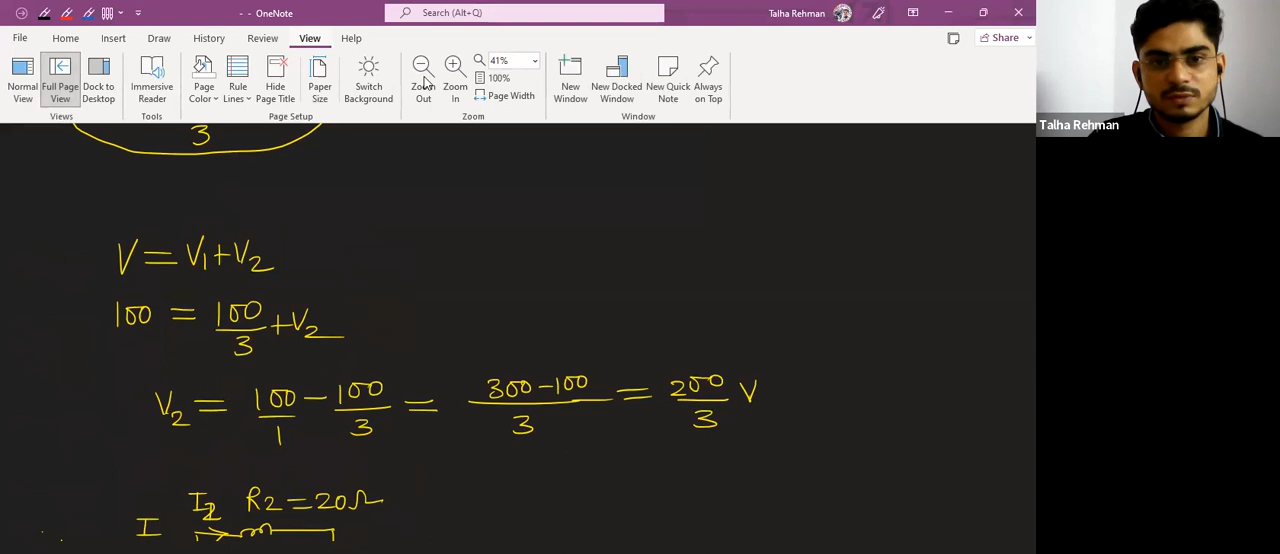 - - OneNote
Search (Alt+Q)
Talha Rehman
File Home Insert Draw History Review View Help
Share
41%
100%
Page Width
Normal View
Full Page View
Dock to Desktop
Immersive Reader
Page Color
Rule Lines
Hide Page Title
Paper Size
Switch Background
Zoom Out
Zoom In
New Window
New Docked Window
New Quick Note
Always on Top
Views Tools Page Setup Zoom Window
Talha Rehman
3
V = V₁ + V₂
100 = 100/3 + V₂
V₂ = 100/1 - 100/3 = 300-100/3 = 200/3 V
I₂ R2 = 20Ω
I